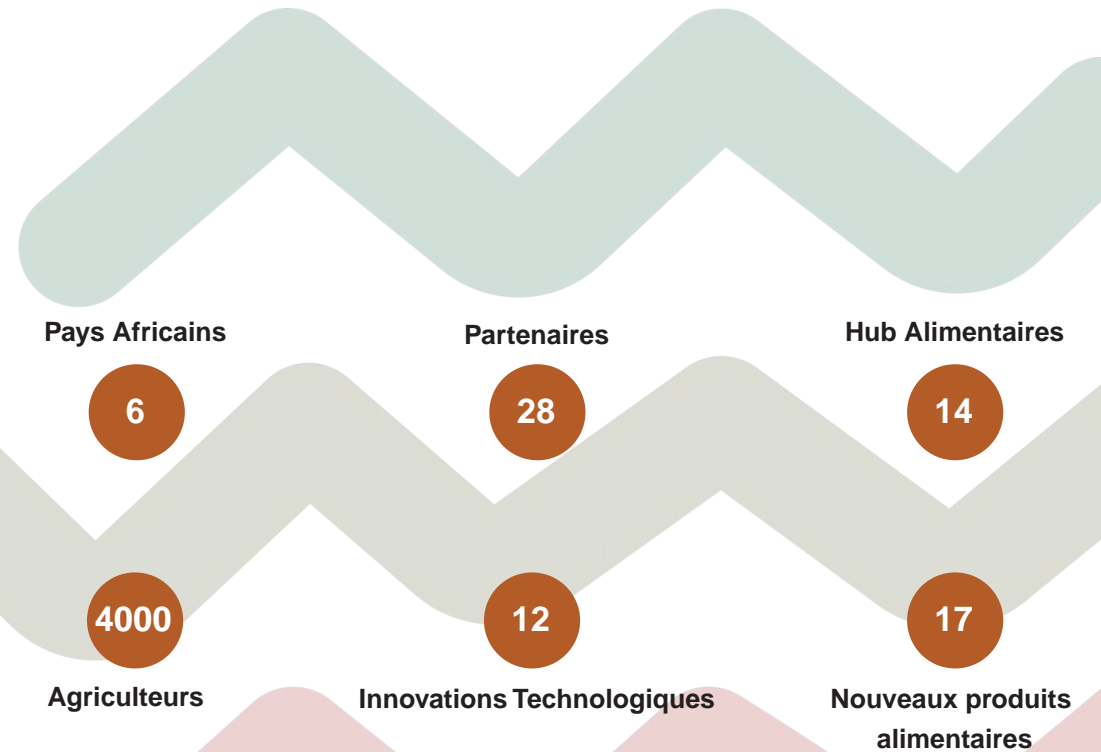 Pays Africains
Partenaires
Hub Alimentaires
6
28
14
4000
12
17
Agriculteurs
Innovations Technologiques
Nouveaux produits
alimentaires